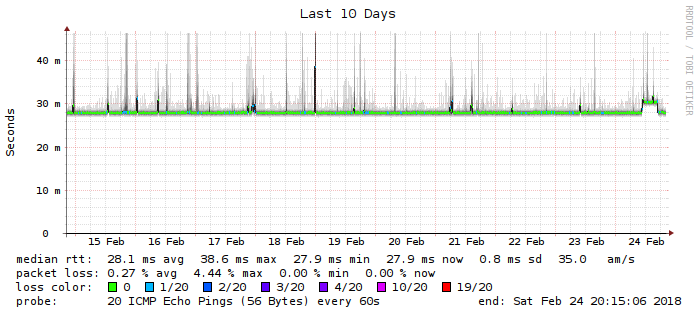 Last 10 Days
RRDTOOL / TOBI OETIKER
Seconds
40 m
30 m
20 m
10 m
0
15 Feb 16 Feb 17 Feb 18 Feb 19 Feb 20 Feb 21 Feb 22 Feb 23 Feb 24 Feb
median rtt: 28.1 ms avg 38.6 ms max 27.9 ms min 27.9 ms now 0.8 ms sd 35.0 am/s
packet loss: 0.27 % avg 4.44 % max 0.00 % min 0.00 % now
loss color: 0 1/20 2/20 3/20 4/20 10/20 19/20
probe: 20 ICMP Echo Pings (56 Bytes) every 60s end: Sat Feb 24 20:15:06 2018